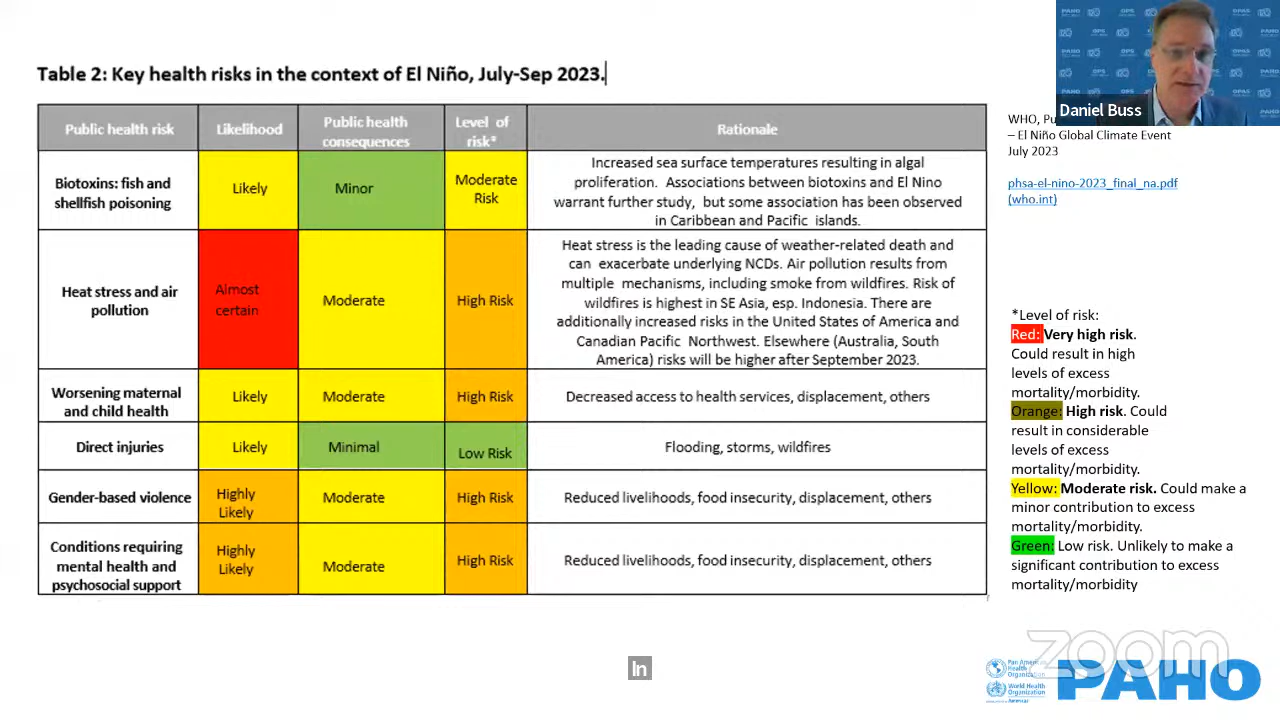 Table 2: Key health risks in the context of El Niño, July-Sep 2023.
Public health risk
Likelihood
Public health
consequences
Level of
risk*
Rationale
Biotoxins: fish and
shellfish poisoning
Likely
Minor
Moderate
Risk
Increased sea surface temperatures resulting in algal
proliferation. Associations between biotoxins and El Nino
warrant further study, but some association has been observed
in Caribbean and Pacific islands.
Heat stress and air
pollution
Almost
certain
Moderate
High Risk
Heat stress is the leading cause of weather-related death and
can exacerbate underlying NCDs. Air pollution results from
multiple mechanisms, including smoke from wildfires. Risk of
wildfires is highest in SE Asia, esp. Indonesia. There are
additionally increased risks in the United States of America and
Canadian Pacific Northwest. Elsewhere (Australia, South
America) risks will be higher after September 2023.
Worsening maternal
and child health
Likely
Moderate
High Risk
Decreased access to health services, displacement, others
Direct injuries
Likely
Minimal
Low Risk
Flooding, storms, wildfires
Gender-based violence
Highly
Likely
Moderate
High Risk
Reduced livelihoods, food insecurity, displacement, others
Conditions requiring
mental health and
psychosocial support
Highly
Likely
Moderate
High Risk
Reduced livelihoods, food insecurity, displacement, others
Daniel Buss
WHO, Pu
– El Niño Global Climate Event
July 2023
phsa-el-nino-2023_final_na.pdf
(who.int)
*Level of risk:
Red: Very high risk.
Could result in high
levels of excess
mortality/morbidity.
Orange: High risk. Could
result in considerable
levels of excess
mortality/morbidity.
Yellow: Moderate risk. Could make a
minor contribution to excess
mortality/morbidity.
Green: Low risk. Unlikely to make a
significant contribution to excess
mortality/morbidity
In
zoom
Pan American
Health
Organization
World Health
Organization
PAHO